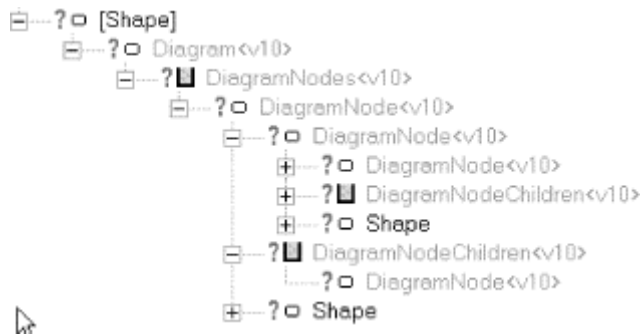 ? [Shape]
? Diagram<v10>
? DiagramNodes<v10>
? DiagramNode<v10>
? DiagramNode<v10>
? DiagramNode<v10>
? DiagramNodeChildren<v10>
? Shape
? DiagramNodeChildren<v10>
? DiagramNode<v10>
? Shape